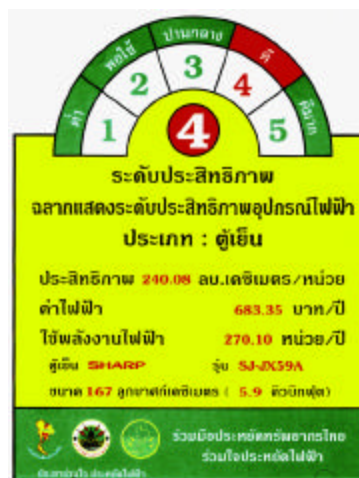 ต่ำ พอใช้ ปานกลาง ดี ดีมาก
1 2 3 4 5
4
ระดับประสิทธิภาพ
ฉลากแสดงระดับประสิทธิภาพอุปกรณ์ไฟฟ้า
ประเภท : ตู้เย็น
ประสิทธิภาพ 240.08 ลบ.เดซิเมตร/หน่วย
ค่าไฟฟ้า 683.35 บาท/ปี
ใช้พลังงานไฟฟ้า 270.10 หน่วย/ปี
ตู้เย็น SHARP รุ่น SJ-JX59A
ขนาด 167 ลูกบาศก์เดซิเมตร ( 5.9 คิวบิกฟุต)
ร่วมมือประหยัดทรัพยากรไทย
ร่วมใจประหยัดไฟฟ้า